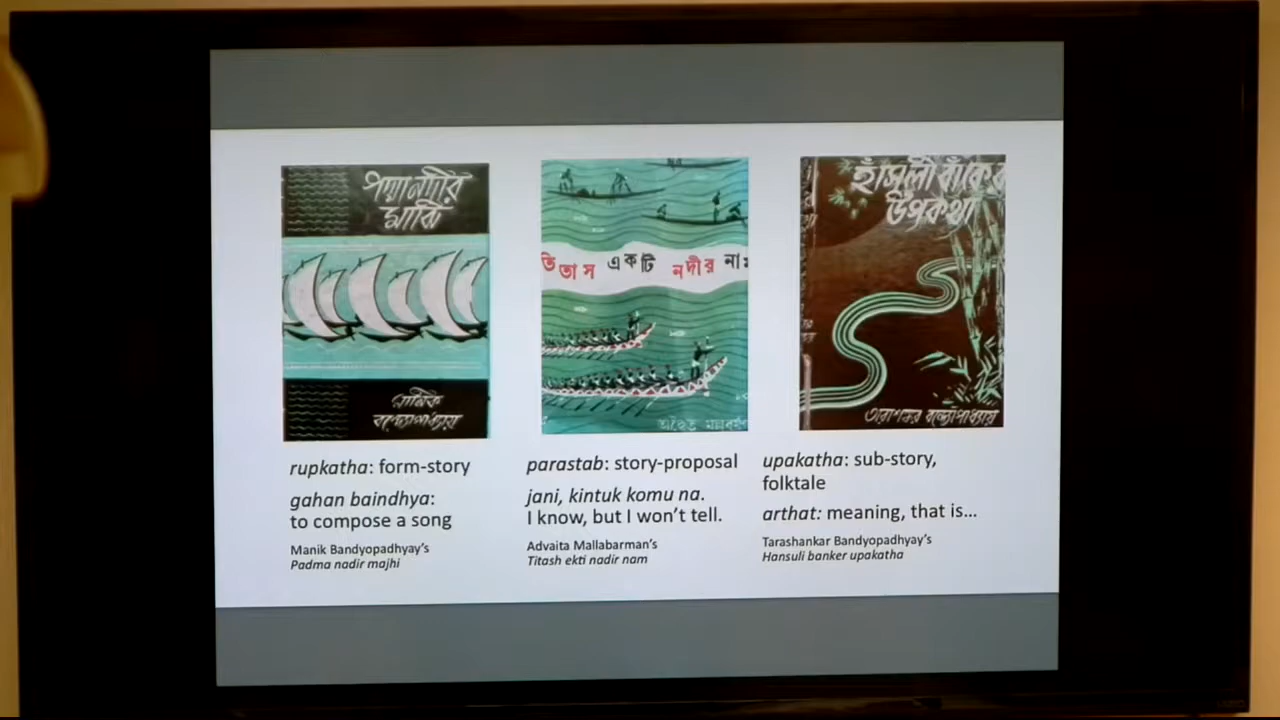 পদ্মানদীর
মাঝি
মানিক
বন্দ্যোপাধ্যায়
rupkatha: form-story
gahan baindhya:
to compose a song
Manik Bandyopadhyay's
Padma nadir majhi
তিতাস একটি নদীর নাম
অদ্বৈত মল্লবর্মণ
parastab: story-proposal
jani, kintuk komu na.
I know, but I won't tell.
Advaita Mallabarman's
Titash ekti nadir nam
হাঁসুলী বাঁকের
উপকথা
তারাশঙ্কর বন্দ্যোপাধ্যায়
upakatha: sub-story,
folktale
arthat: meaning, that is...
Tarashankar Bandyopadhyay's
Hansuli banker upakatha